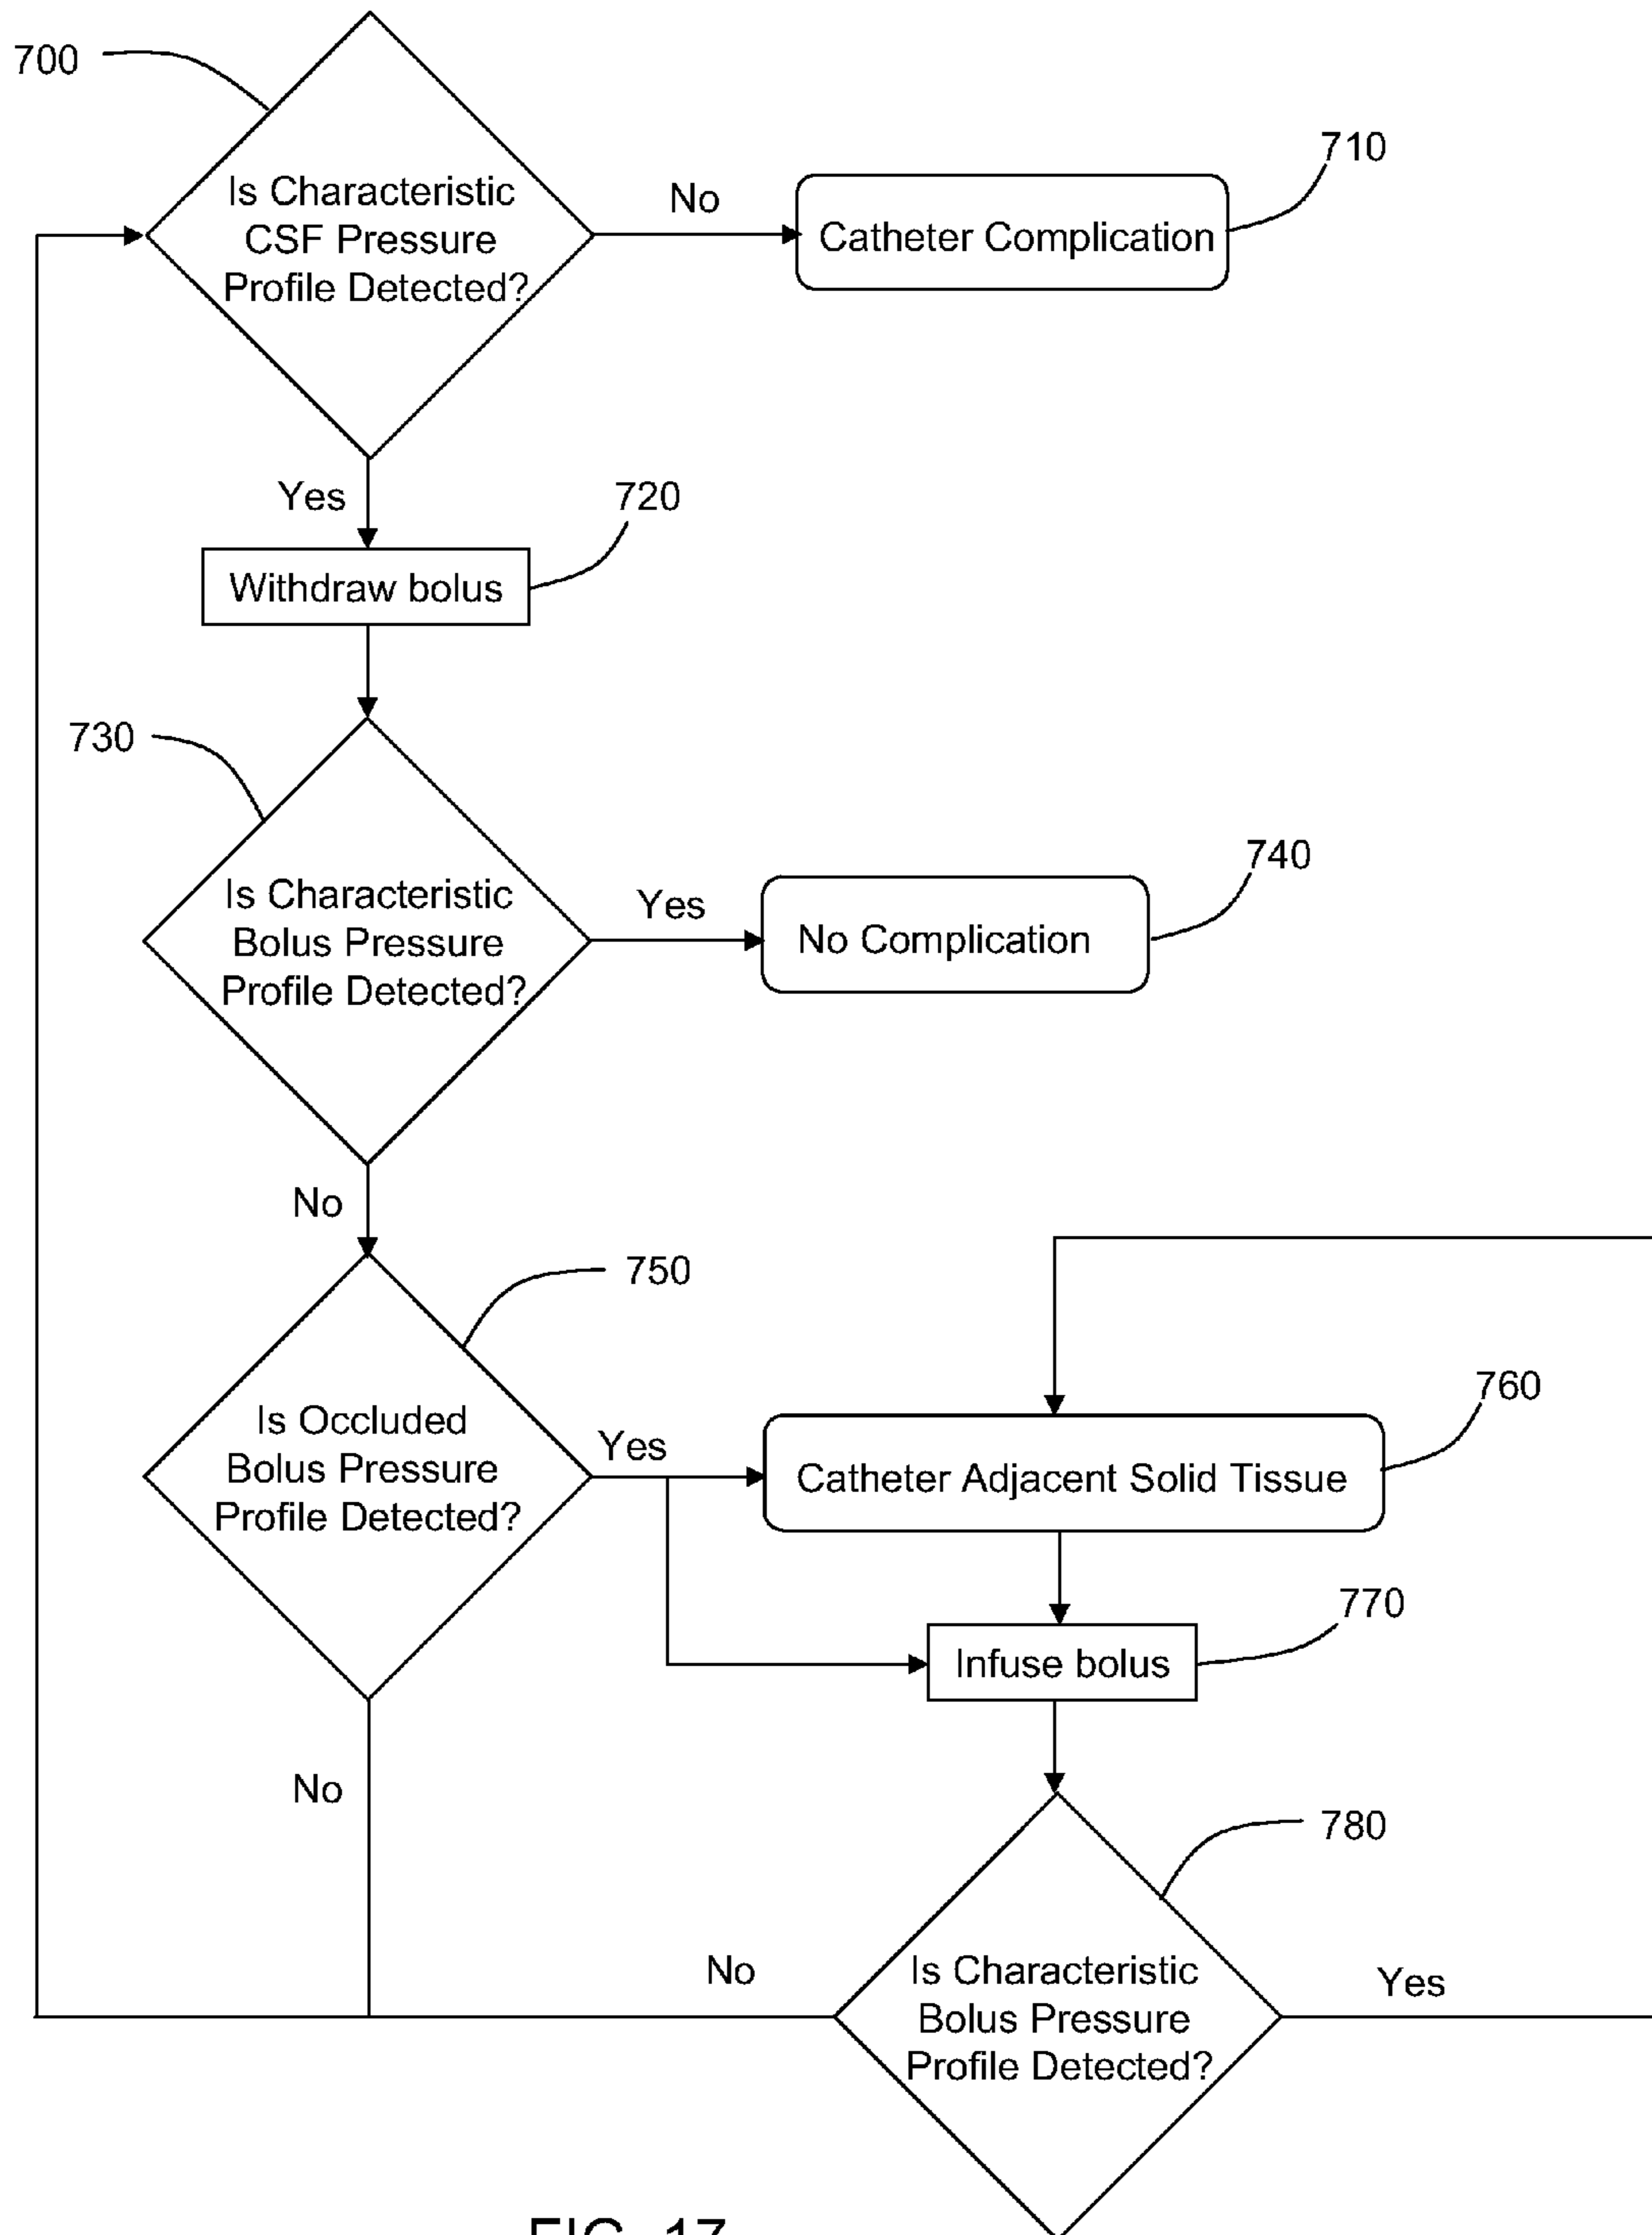 700
Is Characteristic
CSF Pressure
Profile Detected?
No
Catheter Complication
710
Yes
Withdraw bolus
720
730
Is Characteristic
Bolus Pressure
Profile Detected?
Yes
No Complication
740
No
750
Is Occluded
Bolus Pressure
Profile Detected?
Yes
Catheter Adjacent Solid Tissue
760
Infuse bolus
770
No
780
No
Is Characteristic
Bolus Pressure
Profile Detected?
Yes
FIG. 17